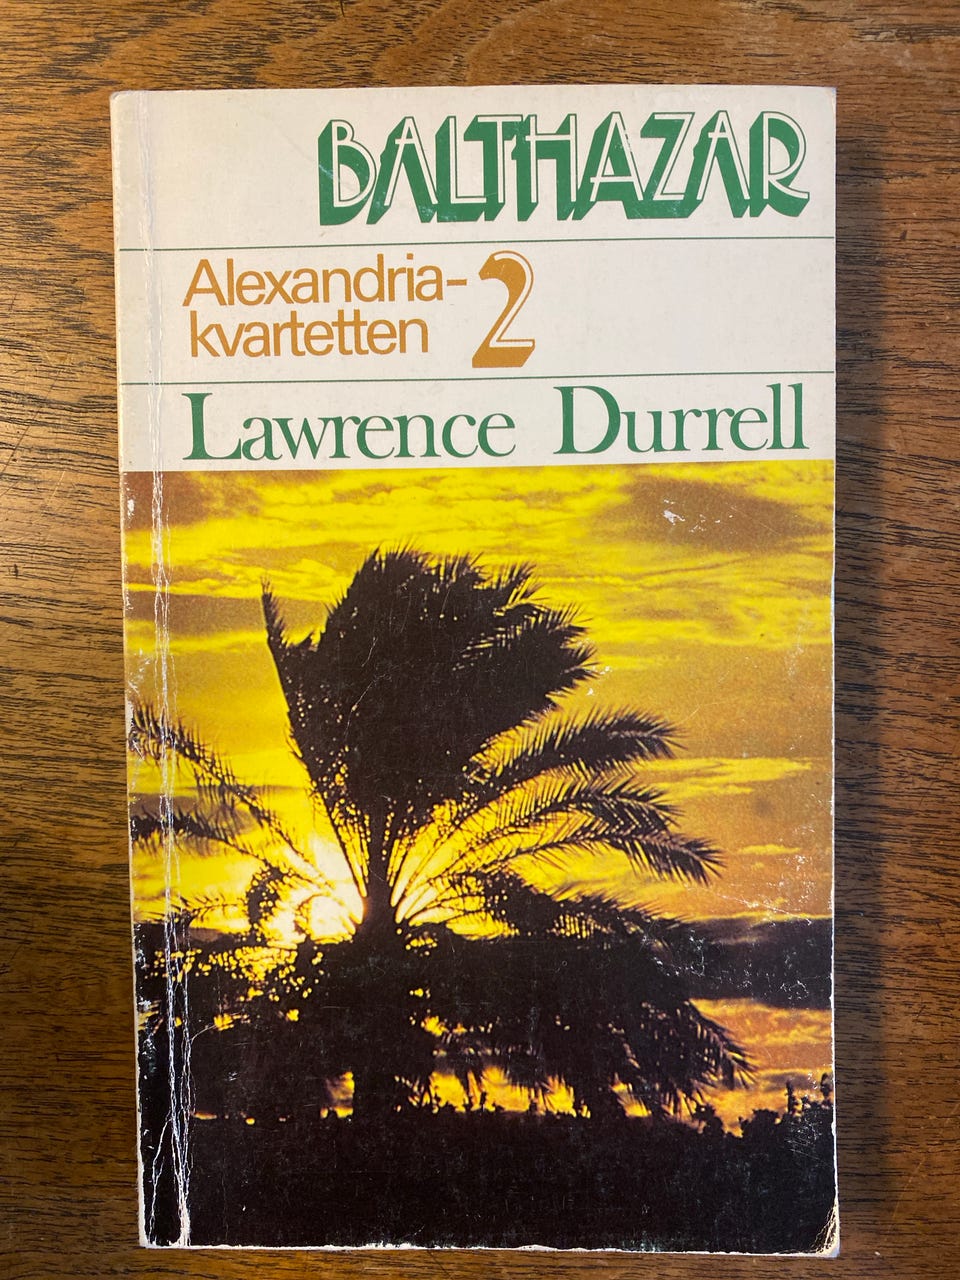 BALTHAZAR
Alexandria-
kvartetten 2
Lawrence Durrell